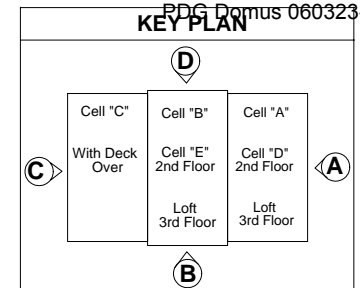 PDG Domus 060323
KEY PLAN
D
Cell "C"
Cell "B"
Cell "A"
With Deck
Over
Cell "E"
2nd Floor
Cell "D"
2nd Floor
C
A
Loft
3rd Floor
Loft
3rd Floor
B